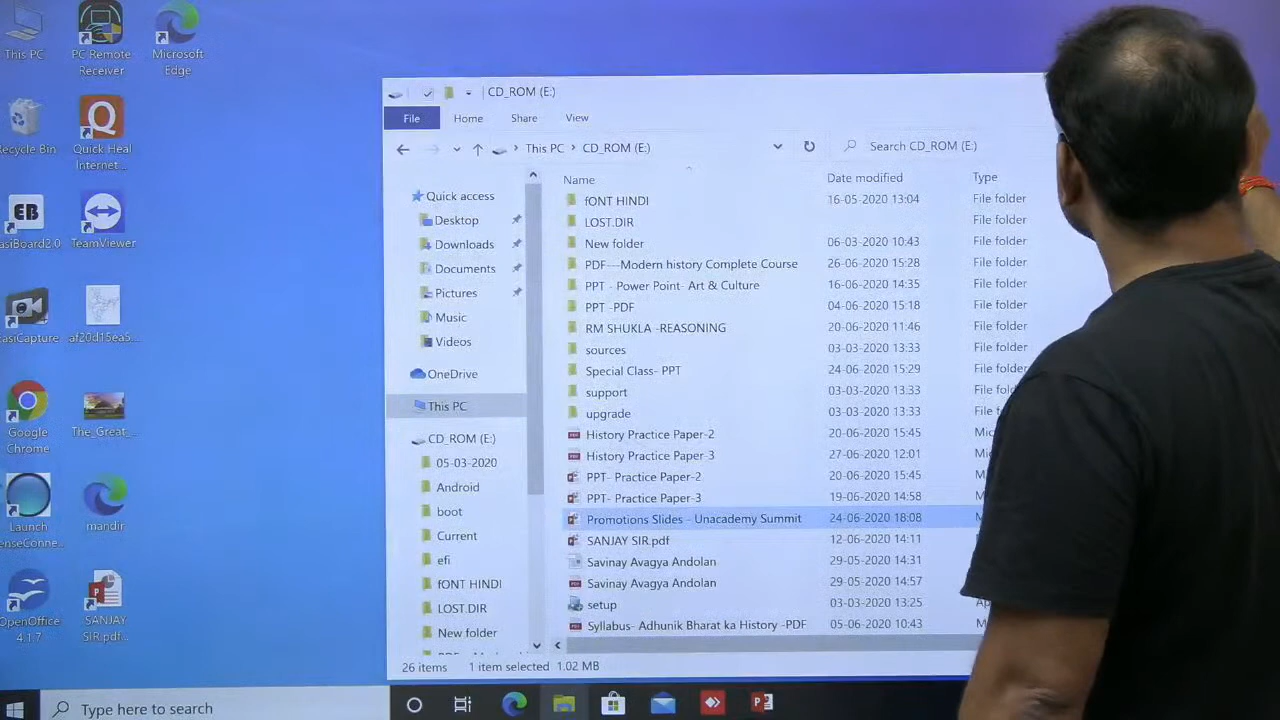 This PC
PC Remote
Receiver
Microsoft
Edge
Recycle Bin
Quick Heal
Internet...
EB
EasiBoard2.0
TeamViewer
EasiCapture
af20d15ea5...
Google
Chrome
The_Great_...
Launch
SenseConne...
mandir
OpenOffice
4.1.7
SANJAY
SIR.pdf...
CD_ROM (E:)
File
Home
Share
View
This PC > CD_ROM (E:)
Search CD_ROM (E:)
Quick access
Desktop
Downloads
Documents
Pictures
Music
Videos
OneDrive
This PC
CD_ROM (E:)
05-03-2020
Android
boot
Current
efi
fONT HINDI
LOST.DIR
New folder
Name Date modified Type
fONT HINDI 16-05-2020 13:04 File folder
LOST.DIR File folder
New folder 06-03-2020 10:43 File folder
PDF---Modern history Complete Course 26-06-2020 15:28 File folder
PPT - Power Point- Art & Culture 16-06-2020 14:35 File folder
PPT -PDF 04-06-2020 15:18 File folder
RM SHUKLA -REASONING 20-06-2020 11:46 File folder
sources 03-03-2020 13:33 File folder
Special Class- PPT 24-06-2020 15:29 File folder
support 03-03-2020 13:33 File folder
upgrade 03-03-2020 13:33 File fo
History Practice Paper-2 20-06-2020 15:45 Mic
History Practice Paper-3 27-06-2020 12:01 Mi
PPT- Practice Paper-2 20-06-2020 15:45 M
PPT- Practice Paper-3 19-06-2020 14:58 M
Promotions Slides - Unacademy Summit 24-06-2020 18:08
SANJAY SIR.pdf 12-06-2020 14:11
Savinay Avagya Andolan 29-05-2020 14:31
Savinay Avagya Andolan 29-05-2020 14:57
setup 03-03-2020 13:25 Ap
Syllabus- Adhunik Bharat ka History -PDF 05-06-2020 10:43 M
26 items 1 item selected 1.02 MB
Type here to search